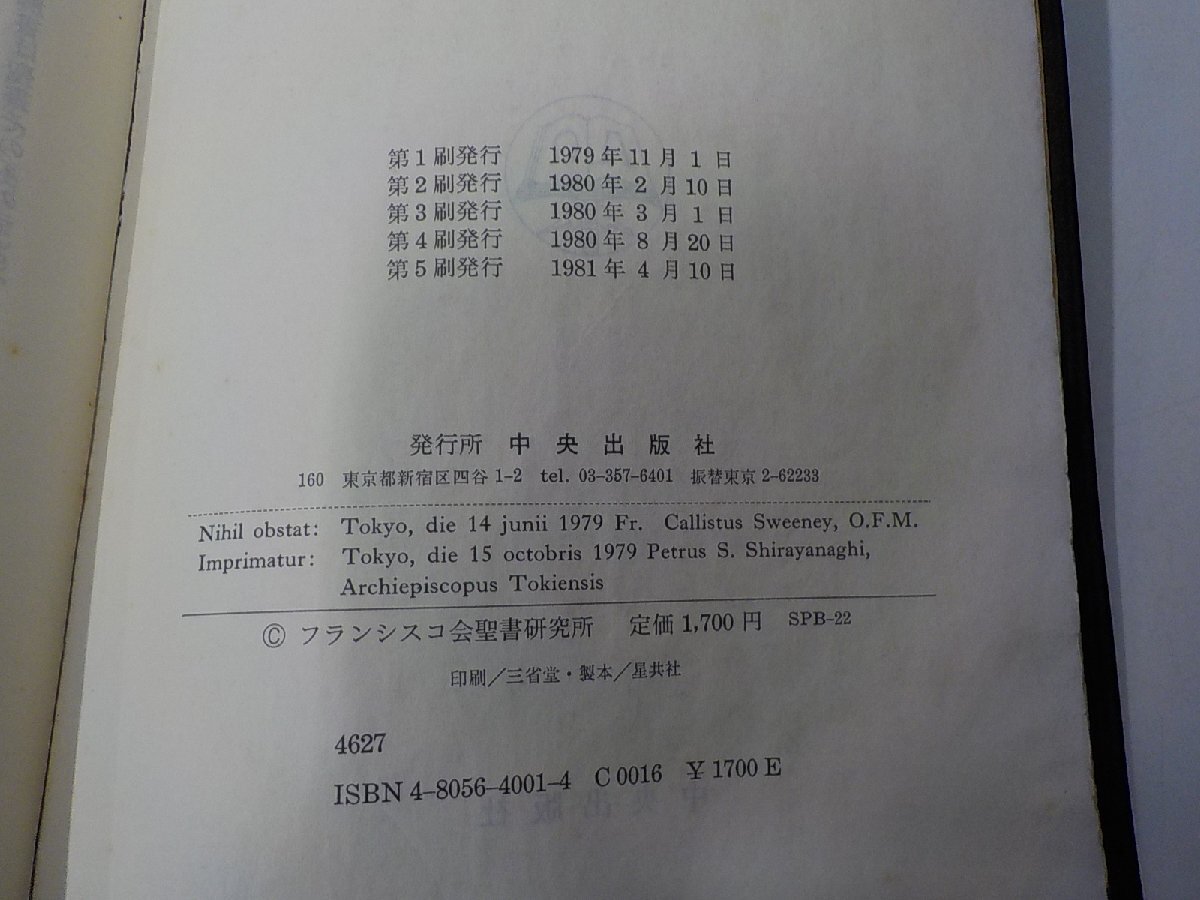 第1刷発行 1979年11月1日
第2刷発行 1980年2月10日
第3刷発行 1980年3月1日
第4刷発行 1980年8月20日
第5刷発行 1981年4月10日
発行所 中央出版社
160 東京都新宿区四谷1-2 tel. 03-357-6401 振替東京2-62233
Nihil obstat: Tokyo, die 14 junii 1979 Fr. Callistus Sweeney, O.F.M.
Imprimatur: Tokyo, die 15 octobris 1979 Petrus S. Shirayanaghi,
Archiepiscopus Tokiensis
© フランシスコ会聖書研究所 定価1,700円 SPB-22
印刷/三省堂・製本/星共社
4627
ISBN 4-8056-4001-4 C0016 ¥1700E